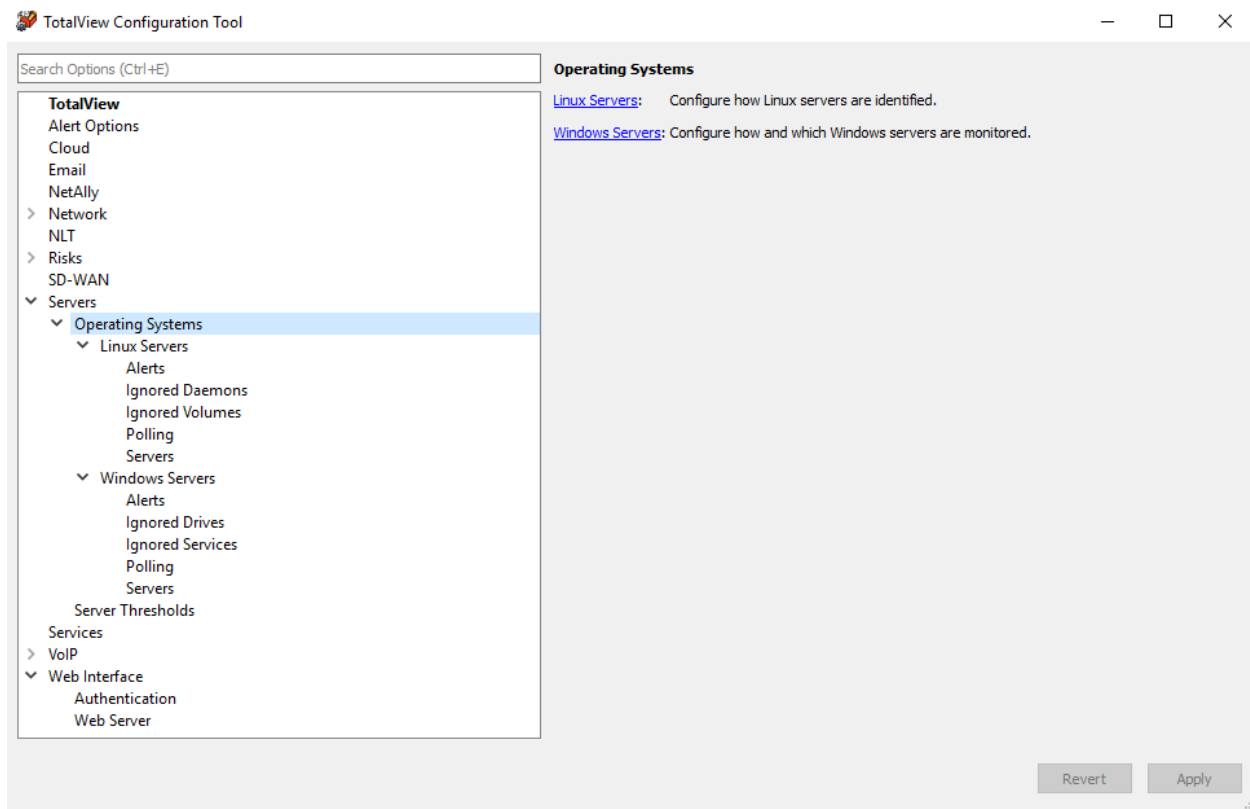 TotalView Configuration Tool
Search Options (Ctrl+E)
TotalView
Alert Options
Cloud
Email
NetAlly
Network
NLT
Risks
SD-WAN
Servers
Operating Systems
Linux Servers
Alerts
Ignored Daemons
Ignored Volumes
Polling
Servers
Windows Servers
Alerts
Ignored Drives
Ignored Services
Polling
Servers
Server Thresholds
Services
VoIP
Web Interface
Authentication
Web Server
Operating Systems
Linux Servers: Configure how Linux servers are identified.
Windows Servers: Configure how and which Windows servers are monitored.
Revert Apply